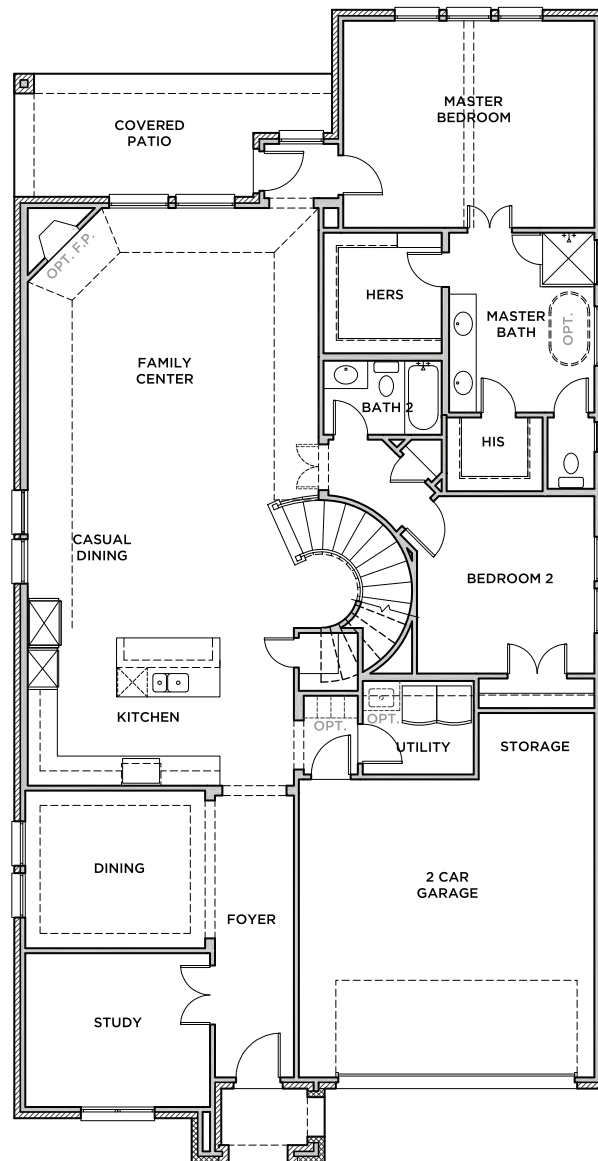 MASTER
BEDROOM
COVERED
PATIO
OPT. F.P.
HERS
MASTER
BATH
OPT.
FAMILY
CENTER
BATH 2
HIS
CASUAL
DINING
BEDROOM 2
KITCHEN
OPT.
OPT.
UTILITY
STORAGE
DINING
2 CAR
GARAGE
FOYER
STUDY